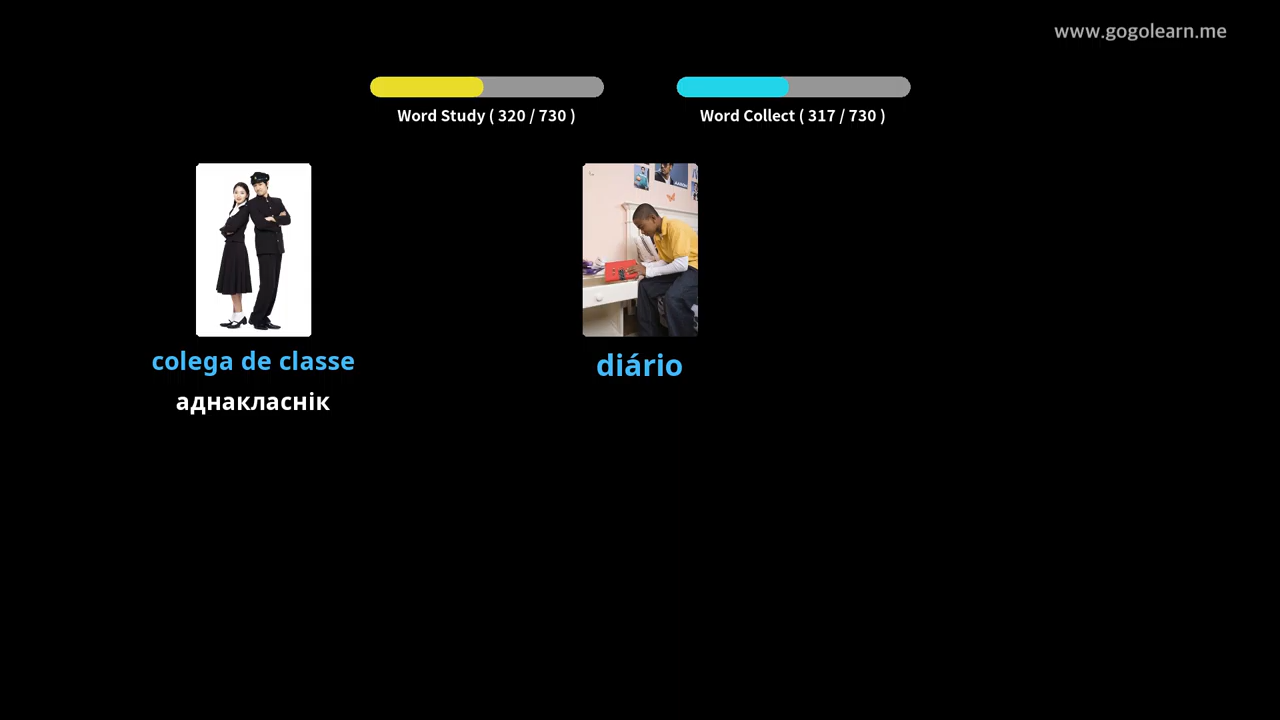 www.gogolearn.me
Word Study ( 320 / 730 )
Word Collect ( 317 / 730 )
colega de classe
аднакласнік
diário